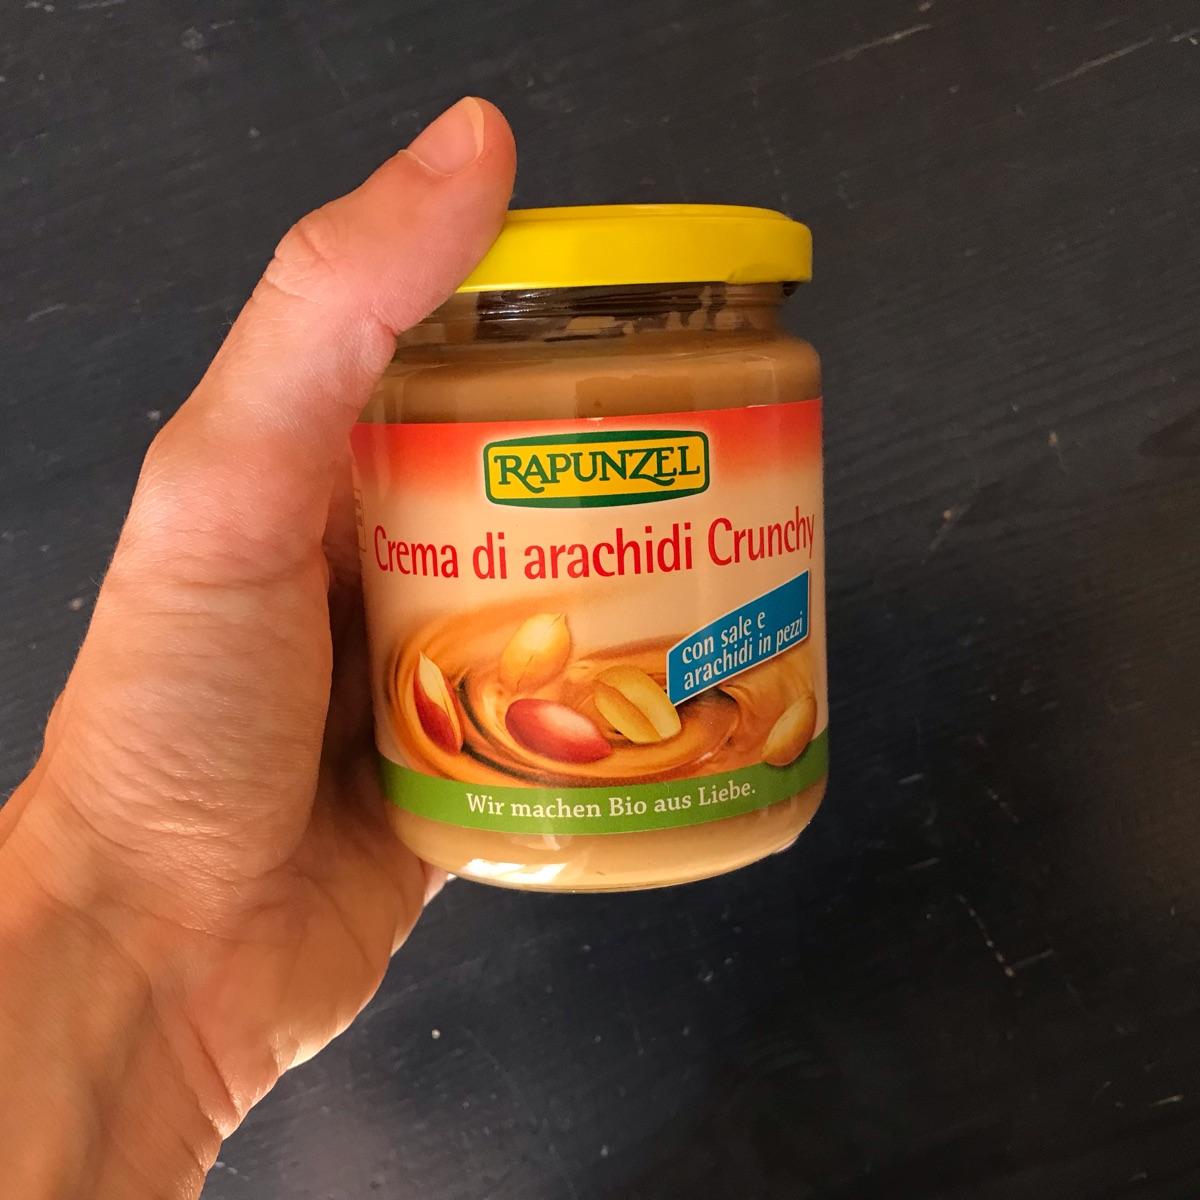 RAPUNZEL
Crema di arachidi Crunchy
con sale e
arachidi in pezzi
Wir machen Bio aus Liebe.